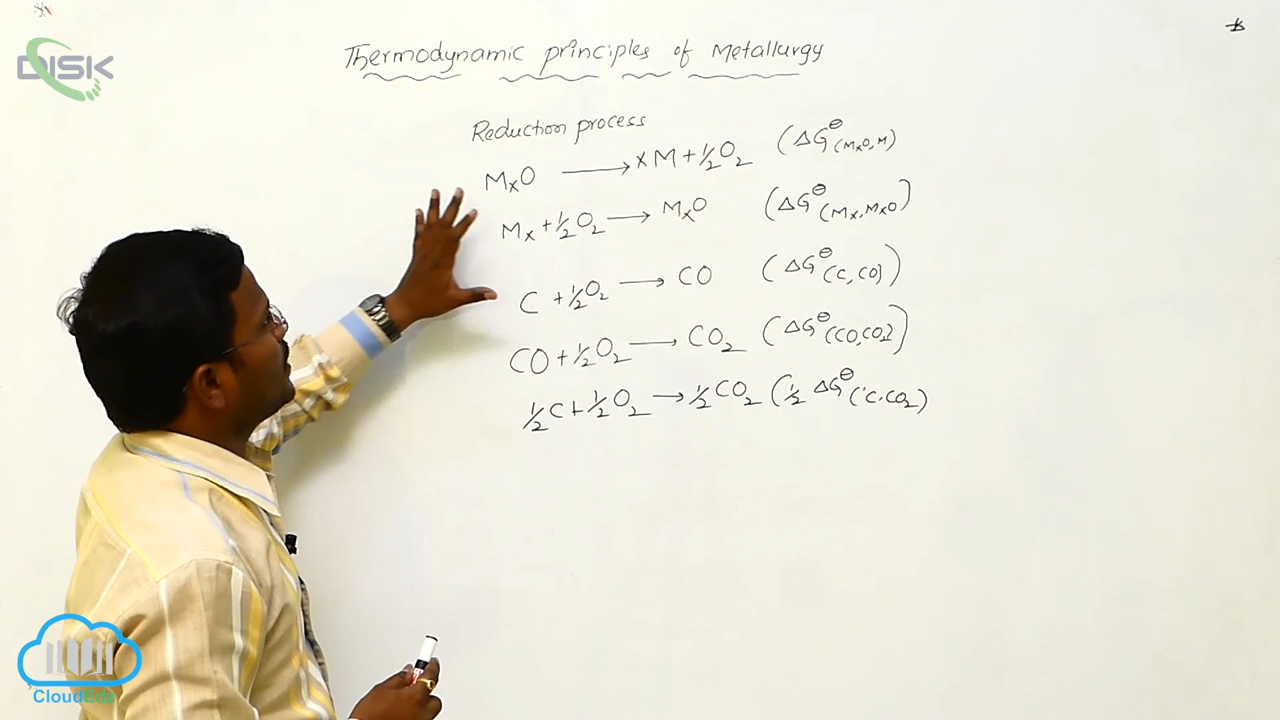 DISK
Thermodynamic principles of Metallurgy
Reduction process
MₓO ⟶ x M + ½O₂ (ΔG⊖(MₓO, M))
Mₓ + ½O₂ ⟶ MₓO (ΔG⊖(Mₓ, MₓO))
C + ½O₂ ⟶ CO (ΔG⊖(C, CO))
CO + ½O₂ ⟶ CO₂ (ΔG⊖(CO, CO₂))
½C + ½O₂ ⟶ ½CO₂ (½ ΔG⊖(C, CO₂)
CloudEdz